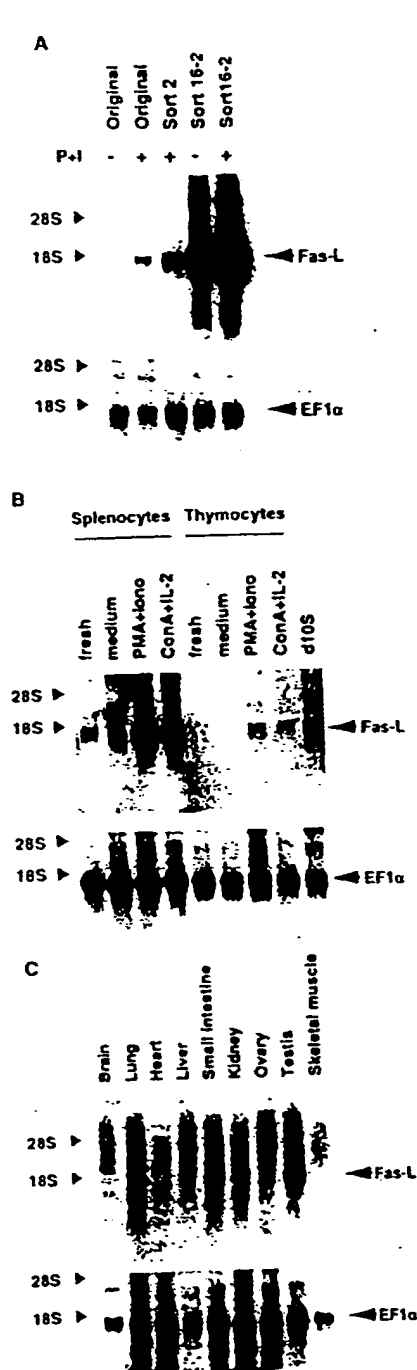 A
Original
Original
Sort 2
Sort 16-2
Sort16-2
P+I - + + - +
28S
18S
Fas-L
28S
18S
EF1α
B
Splenocytes Thymocytes
fresh
medium
PMA+Iono
ConA+IL-2
fresh
medium
PMA+Iono
ConA+IL-2
d10S
28S
18S
Fas-L
28S
18S
EF1α
C
Brain
Lung
Heart
Liver
Small intestine
Kidney
Ovary
Testis
Skeletal muscle
28S
18S
Fas-L
28S
18S
EF1α